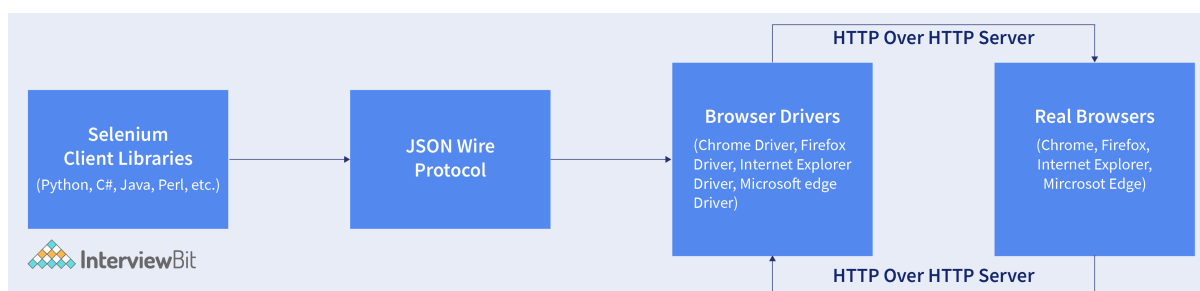 HTTP Over HTTP Server
Selenium
Client Libraries
(Python, C#, Java, Perl, etc.)
JSON Wire
Protocol
Browser Drivers
(Chrome Driver, Firefox
Driver, Internet Explorer
Driver, Microsoft edge
Driver)
Real Browsers
(Chrome, Firefox,
Internet Explorer,
Mircrosot Edge)
InterviewBit
HTTP Over HTTP Server